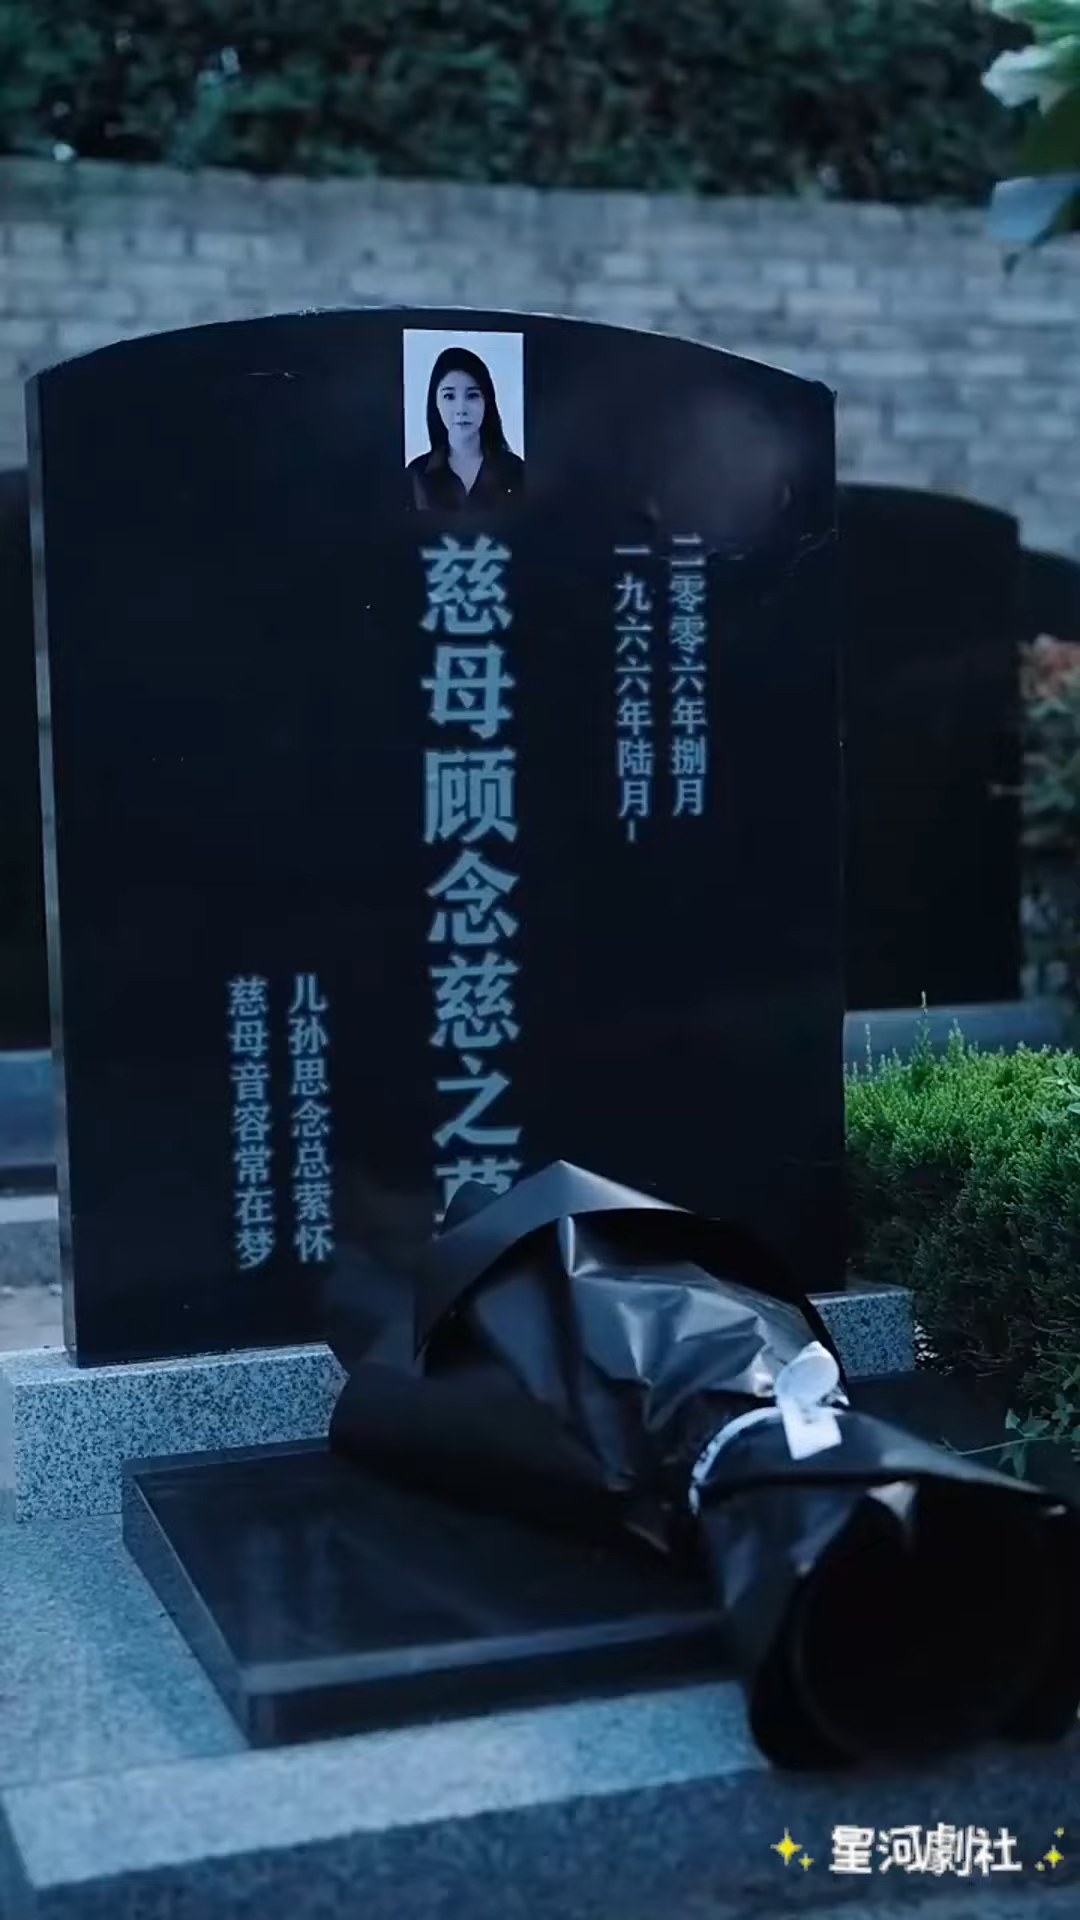 二零零六年捌月
一九六六年陆月-
慈母顾念慈之墓
儿孙思念总萦怀
慈母音容常在梦
星河劇社